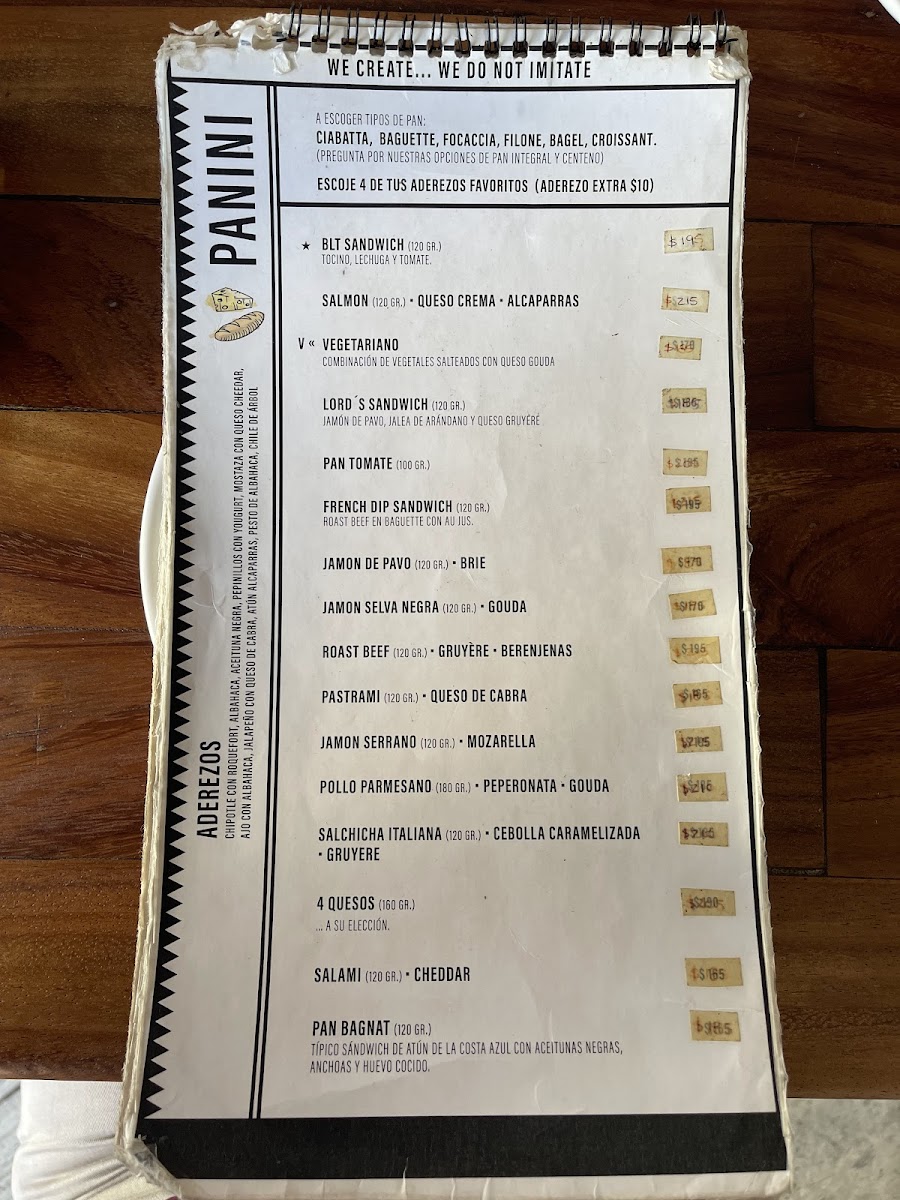 WE CREATE... WE DO NOT IMITATE
PANINI
A ESCOGER TIPOS DE PAN:
CIABATTA, BAGUETTE, FOCACCIA, FILONE, BAGEL, CROISSANT.
(PREGUNTA POR NUESTRAS OPCIONES DE PAN INTEGRAL Y CENTENO)
ESCOJE 4 DE TUS ADEREZOS FAVORITOS (ADEREZO EXTRA $10)
★ BLT SANDWICH (120 GR.) $195
TOCINO, LECHUGA Y TOMATE.
SALMON (120 GR.) • QUESO CREMA • ALCAPARRAS $215
V « VEGETARIANO
COMBINACIÓN DE VEGETALES SALTEADOS CON QUESO GOUDA
LORD´S SANDWICH (120 GR.)
JAMÓN DE PAVO, JALEA DE ARÁNDANO Y QUESO GRUYÉRÉ
PAN TOMATE (100 GR.)
FRENCH DIP SANDWICH (120 GR.)
ROAST BEEF EN BAGUETTE CON AU JUS.
JAMON DE PAVO (120 GR.) • BRIE
JAMON SELVA NEGRA (120 GR.) • GOUDA
ROAST BEEF (120 GR.) • GRUYÈRE • BERENJENAS
PASTRAMI (120 GR.) • QUESO DE CABRA
JAMON SERRANO (120 GR.) • MOZARELLA
POLLO PARMESANO (180 GR.) • PEPERONATA • GOUDA
SALCHICHA ITALIANA (120 GR.) • CEBOLLA CARAMELIZADA
• GRUYERE
4 QUESOS (160 GR.)
... A SU ELECCIÓN.
SALAMI (120 GR.) • CHEDDAR
PAN BAGNAT (120 GR.)
TÍPICO SÁNDWICH DE ATÚN DE LA COSTA AZUL CON ACEITUNAS NEGRAS,
ANCHOAS Y HUEVO COCIDO.
ADEREZOS
CHIPOTLE CON ROQUEFORT, ALBAHACA, ACEITUNA NEGRA, PEPINILLOS CON YOUGURT, MOSTAZA CON QUESO CHEEDAR,
AJO CON ALBAHACA, JALAPEÑO CON QUESO DE CABRA, ATÚN ALCAPARRAS, PESTO DE ALBAHACA, CHILE DE ÁRBOL